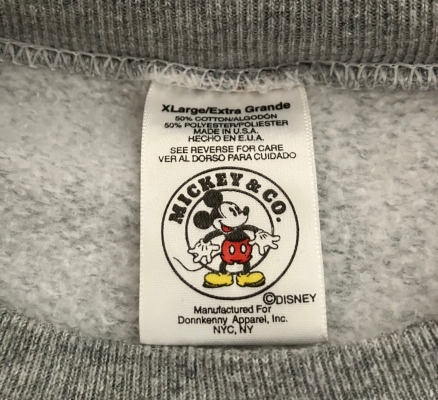 XLarge/Extra Grande
50% COTTON/ALGODÓN
50% POLYESTER/POLIESTER
MADE IN U.S.A.
HECHO EN E.U.A.
SEE REVERSE FOR CARE
VER AL DORSO PARA CUIDADO
MICKEY & CO.
©DISNEY
Manufactured For
Donnkenny Apparel, Inc.
NYC, NY